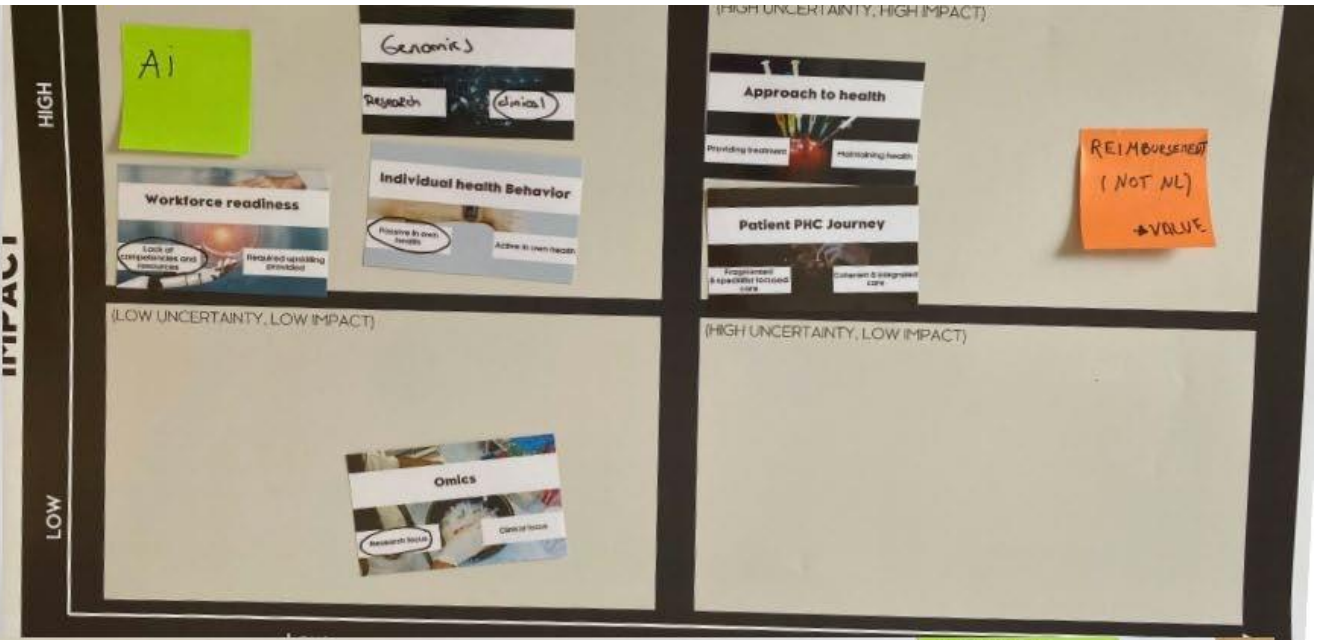 IMPACT
HIGH
LOW
Ai
Genomics
Research
clinical
Workforce readiness
Lack of
competencies and
resources
Required upskilling
provided
Individual health Behavior
Passive in own
health
Active in own health
(HIGH UNCERTAINTY, HIGH IMPACT)
Approach to health
Providing treatment
Maintaining health
Patient PHC Journey
Fragmented
& specialist focused
care
Coherent & integrated
care
REIMBURSEMENT
(NOT NL)
→VALUE
(LOW UNCERTAINTY, LOW IMPACT)
Omics
Research focus
Clinical focus
(HIGH UNCERTAINTY, LOW IMPACT)